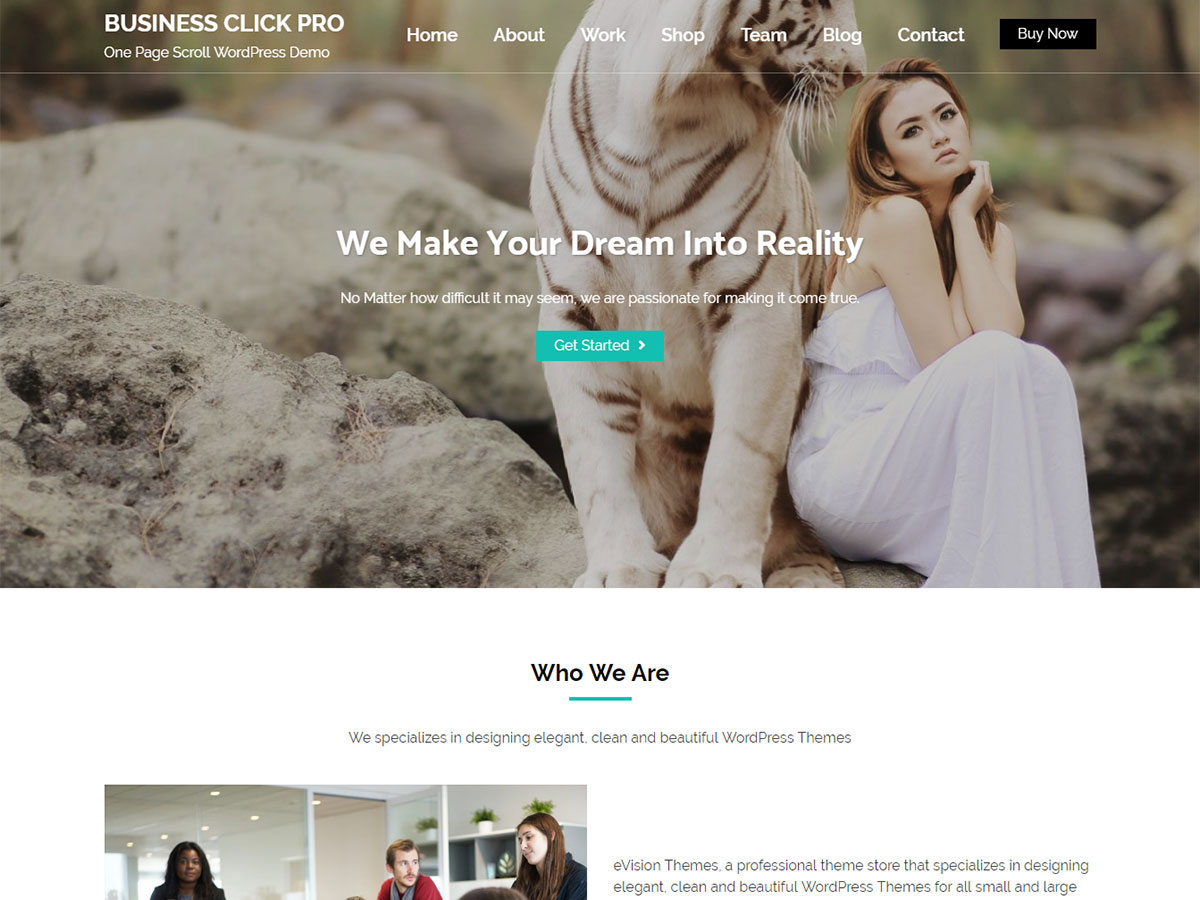 BUSINESS CLICK PRO
One Page Scroll WordPress Demo
Home About Work Shop Team Blog Contact Buy Now
We Make Your Dream Into Reality
No Matter how difficult it may seem, we are passionate for making it come true.
Get Started
Who We Are
We specializes in designing elegant, clean and beautiful WordPress Themes
eVision Themes, a professional theme store that specializes in designing
elegant, clean and beautiful WordPress Themes for all small and large